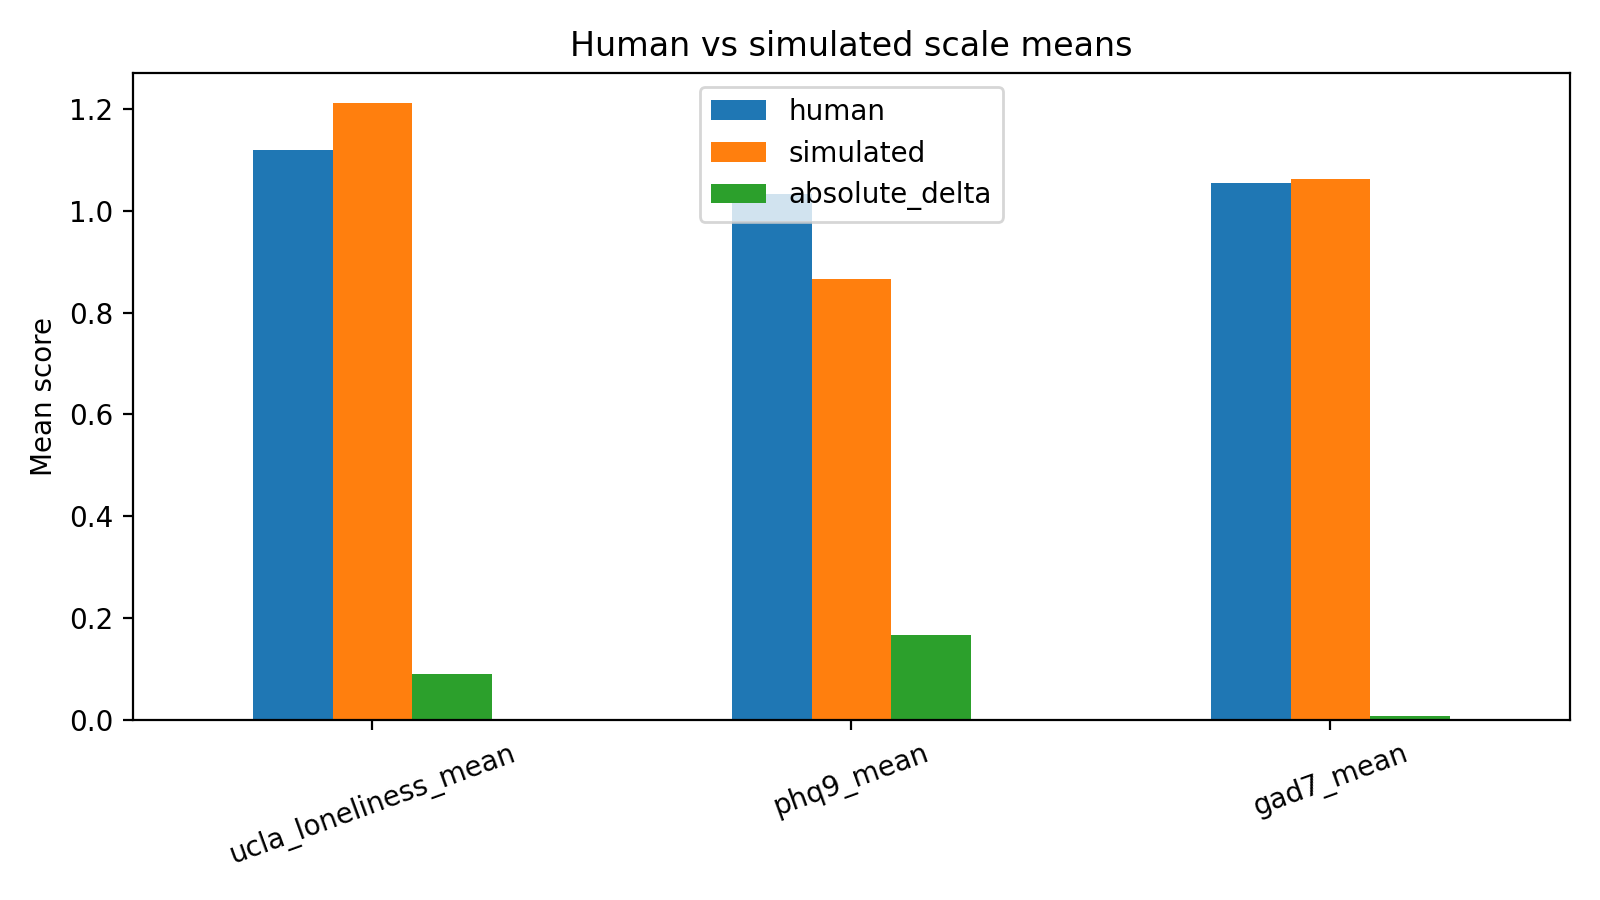 Human vs simulated scale means
human
simulated
absolute_delta
Mean score
1.2
1.0
0.8
0.6
0.4
0.2
0.0
ucla_loneliness_mean
phq9_mean
gad7_mean